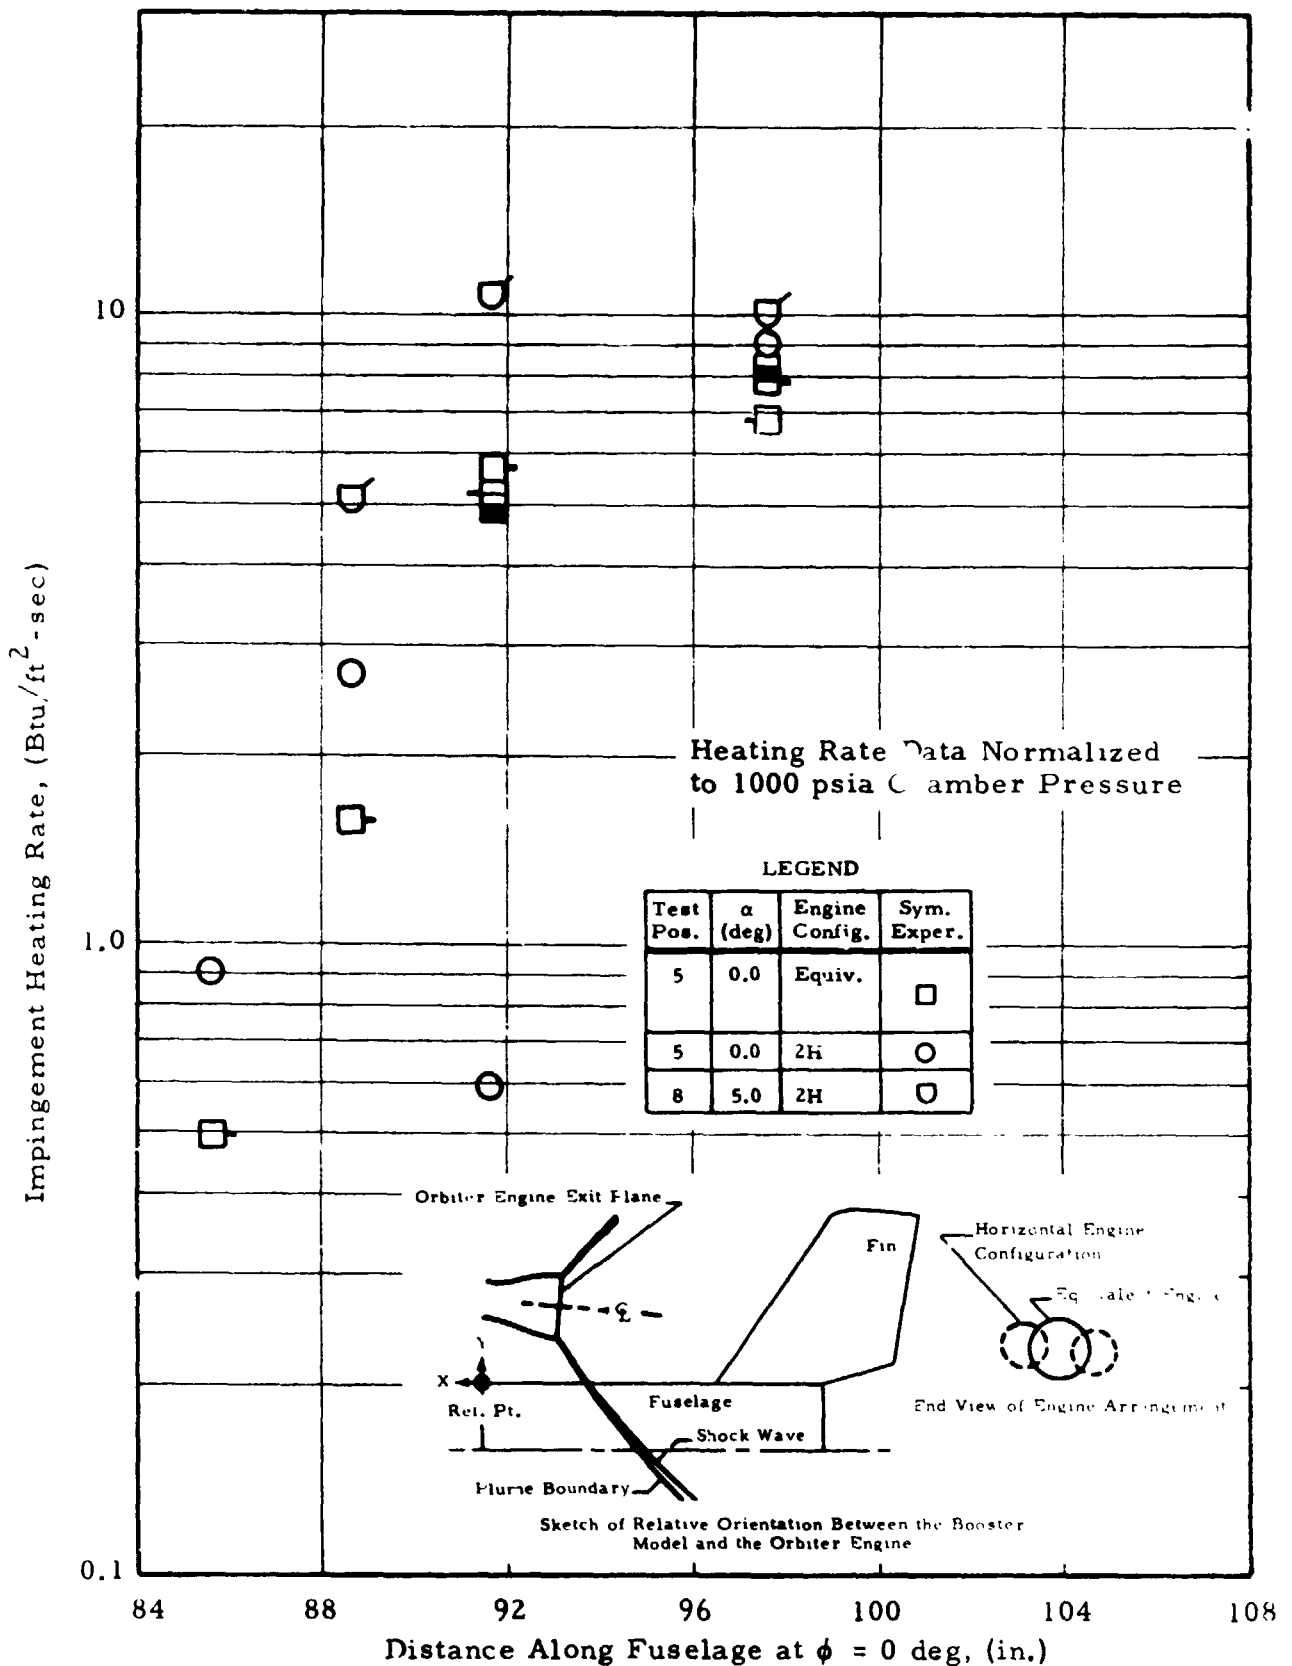 10
1.0
0.1
Impingement Heating Rate, (Btu/ft² - sec)
Heating Rate Data Normalized
to 1000 psia C amber Pressure
LEGEND
Test Pos. α (deg) Engine Config. Sym. Exper.
5 0.0 Equiv.
5 0.0 2H
8 5.0 2H
Orbiter Engine Exit Plane
Fin
Horizontal Engine
Configuration
Engine
℄
Y
X
Ref. Pt.
Fuselage
End View of Engine Arrangement
Shock Wave
Plume Boundary
Sketch of Relative Orientation Between the Booster
Model and the Orbiter Engine
84 88 92 96 100 104 108
Distance Along Fuselage at ϕ = 0 deg, (in.)